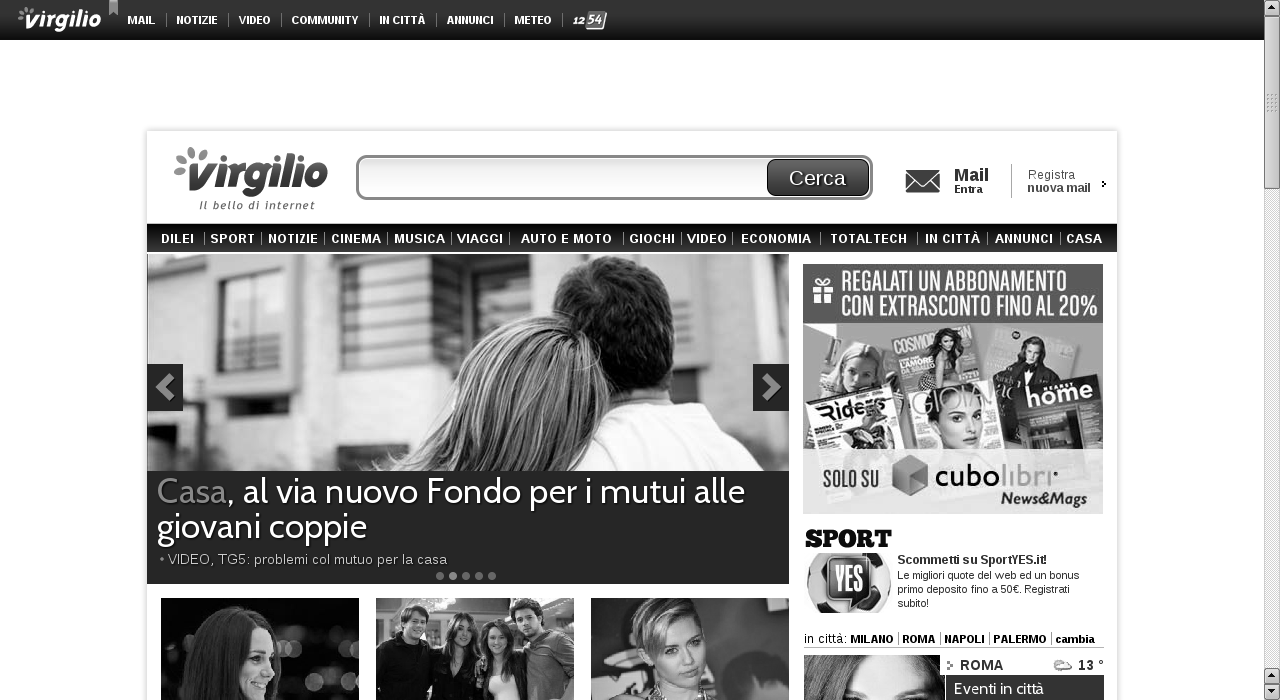 virgilio MAIL NOTIZIE VIDEO COMMUNITY IN CITTÀ ANNUNCI METEO 12 54
virgilio
Il bello di internet
Cerca
Mail
Entra
Registra
nuova mail
DILEI SPORT NOTIZIE CINEMA MUSICA VIAGGI AUTO E MOTO GIOCHI VIDEO ECONOMIA TOTALTECH IN CITTÀ ANNUNCI CASA
Casa, al via nuovo Fondo per i mutui alle
giovani coppie
• VIDEO, TG5: problemi col mutuo per la casa
REGALATI UN ABBONAMENTO
CON EXTRASCONTO FINO AL 20%
COSMOPOLITAN
Riders
GIOIA
HEARST
home
SOLO SU cubolibri
News&Mags
SPORT
YES
Scommetti su SportYES.it!
Le migliori quote del web ed un bonus
primo deposito fino a 50€. Registrati
subito!
in città: MILANO ROMA NAPOLI PALERMO cambia
ROMA 13 °
Eventi in città